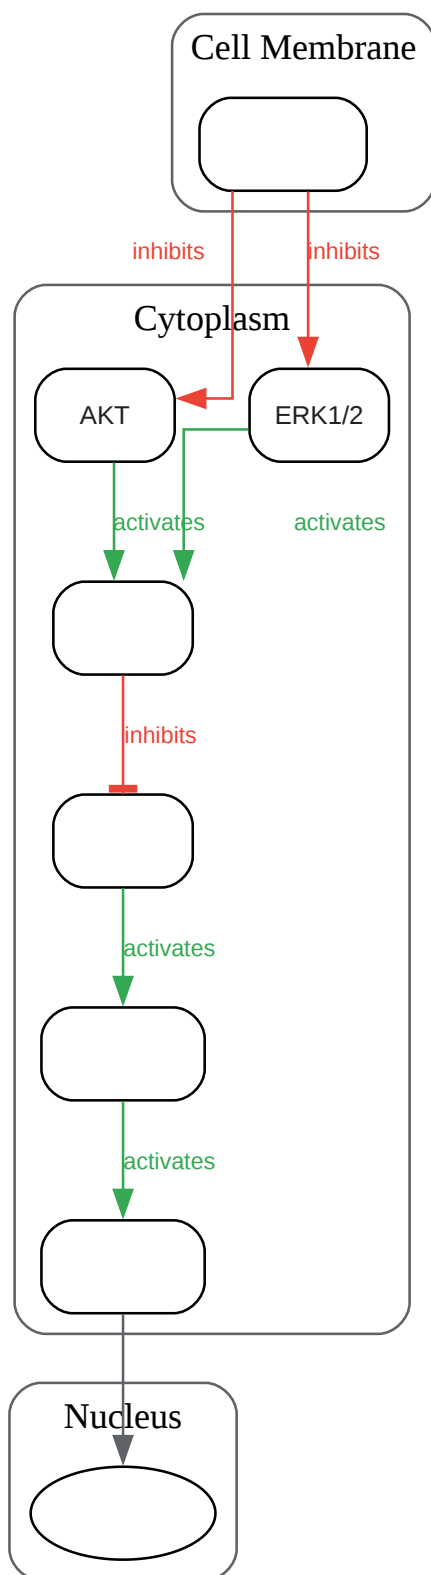 Cell Membrane
inhibits
inhibits
Cytoplasm
AKT
ERK1/2
activates
activates
inhibits
activates
activates
Nucleus